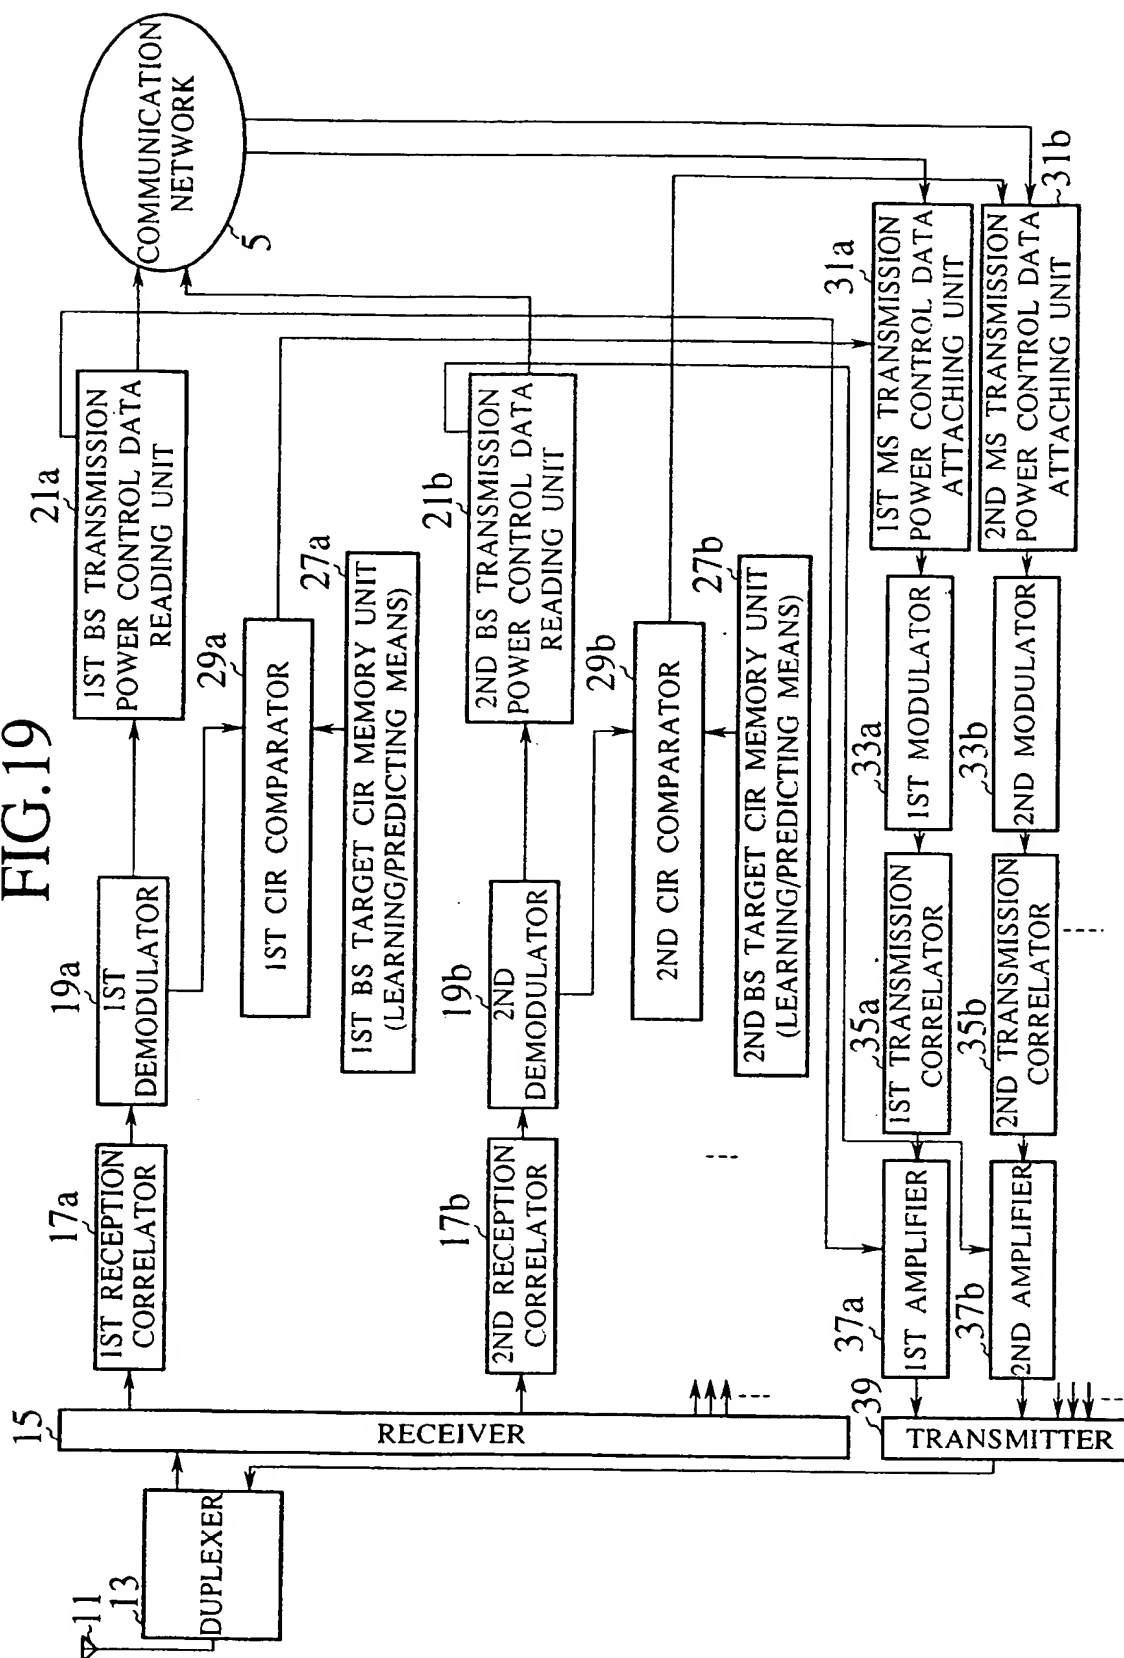 FIG.19
11
13
DUPLEXER
15
RECEIVER
17a
1ST RECEPTION
CORRELATOR
19a
1ST
DEMODULATOR
21a
1ST BS TRANSMISSION
POWER CONTROL DATA
READING UNIT
COMMUNICATION
NETWORK
5
29a
1ST CIR COMPARATOR
27a
1ST BS TARGET CIR MEMORY UNIT
(LEARNING/PREDICTING MEANS)
17b
2ND RECEPTION
CORRELATOR
19b
2ND
DEMODULATOR
21b
2ND BS TRANSMISSION
POWER CONTROL DATA
READING UNIT
29b
2ND CIR COMPARATOR
27b
2ND BS TARGET CIR MEMORY UNIT
(LEARNING/PREDICTING MEANS)
39
TRANSMITTER
37a
1ST AMPLIFIER
35a
1ST TRANSMISSION
CORRELATOR
33a
1ST MODULATOR
31a
1ST MS TRANSMISSION
POWER CONTROL DATA
ATTACHING UNIT
37b
2ND AMPLIFIER
35b
2ND TRANSMISSION
CORRELATOR
33b
2ND MODULATOR
2ND MS TRANSMISSION
POWER CONTROL DATA
ATTACHING UNIT
31b